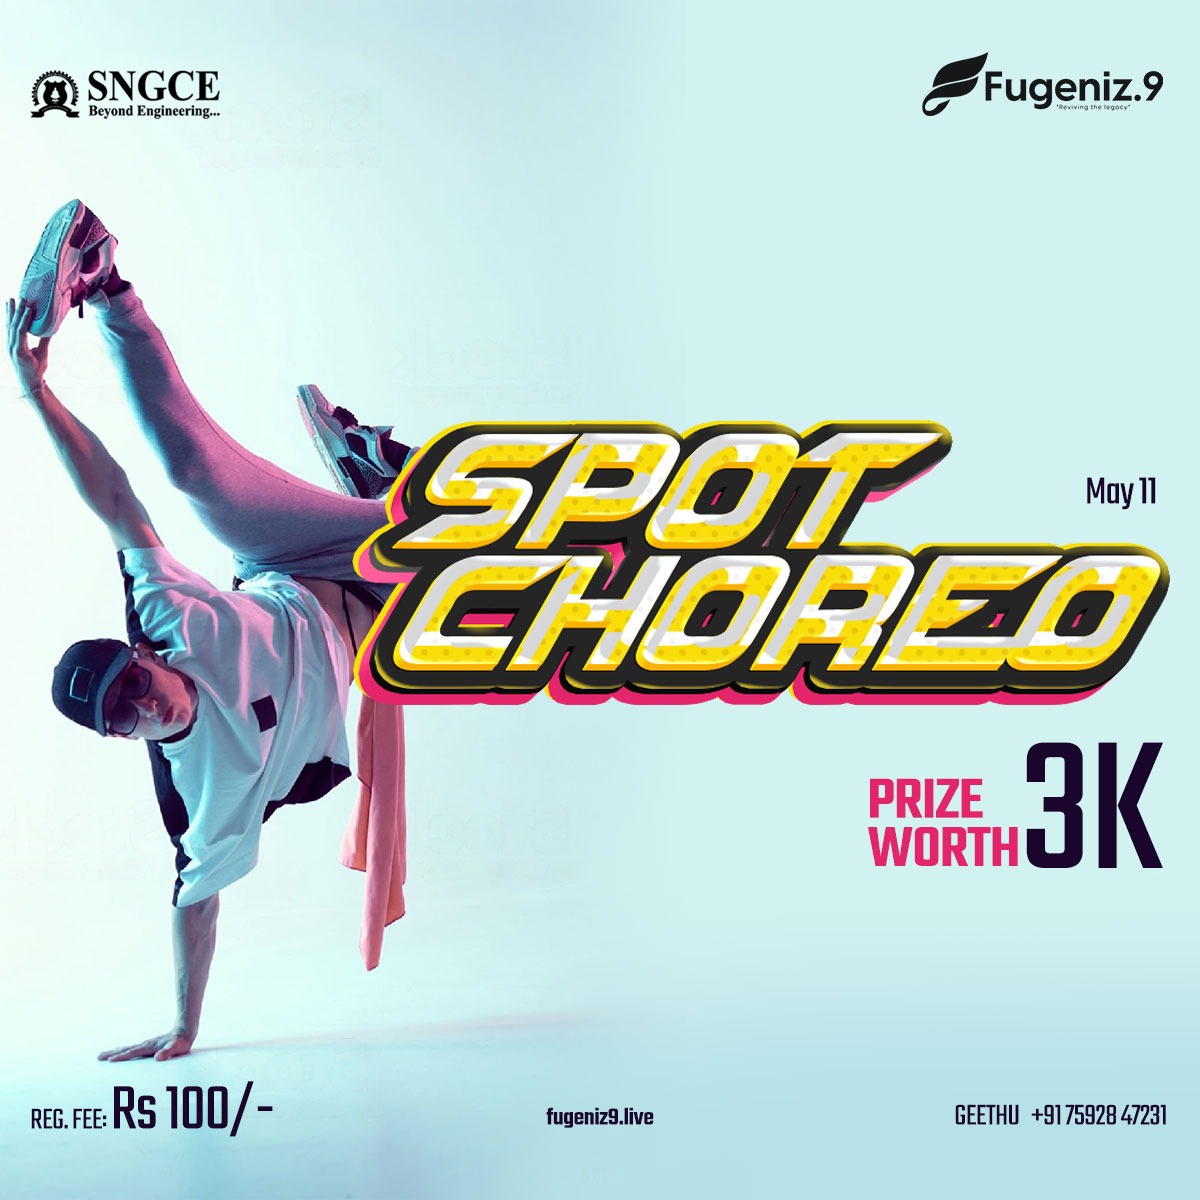 SNGCE
Beyond Engineering...
Fugeniz.9
"Reviving the legacy"
SPOT
May 11
CHOREO
PRIZE
WORTH 3K
REG. FEE: Rs 100/-
fugeniz9.live
GEETHU +91 75928 47231